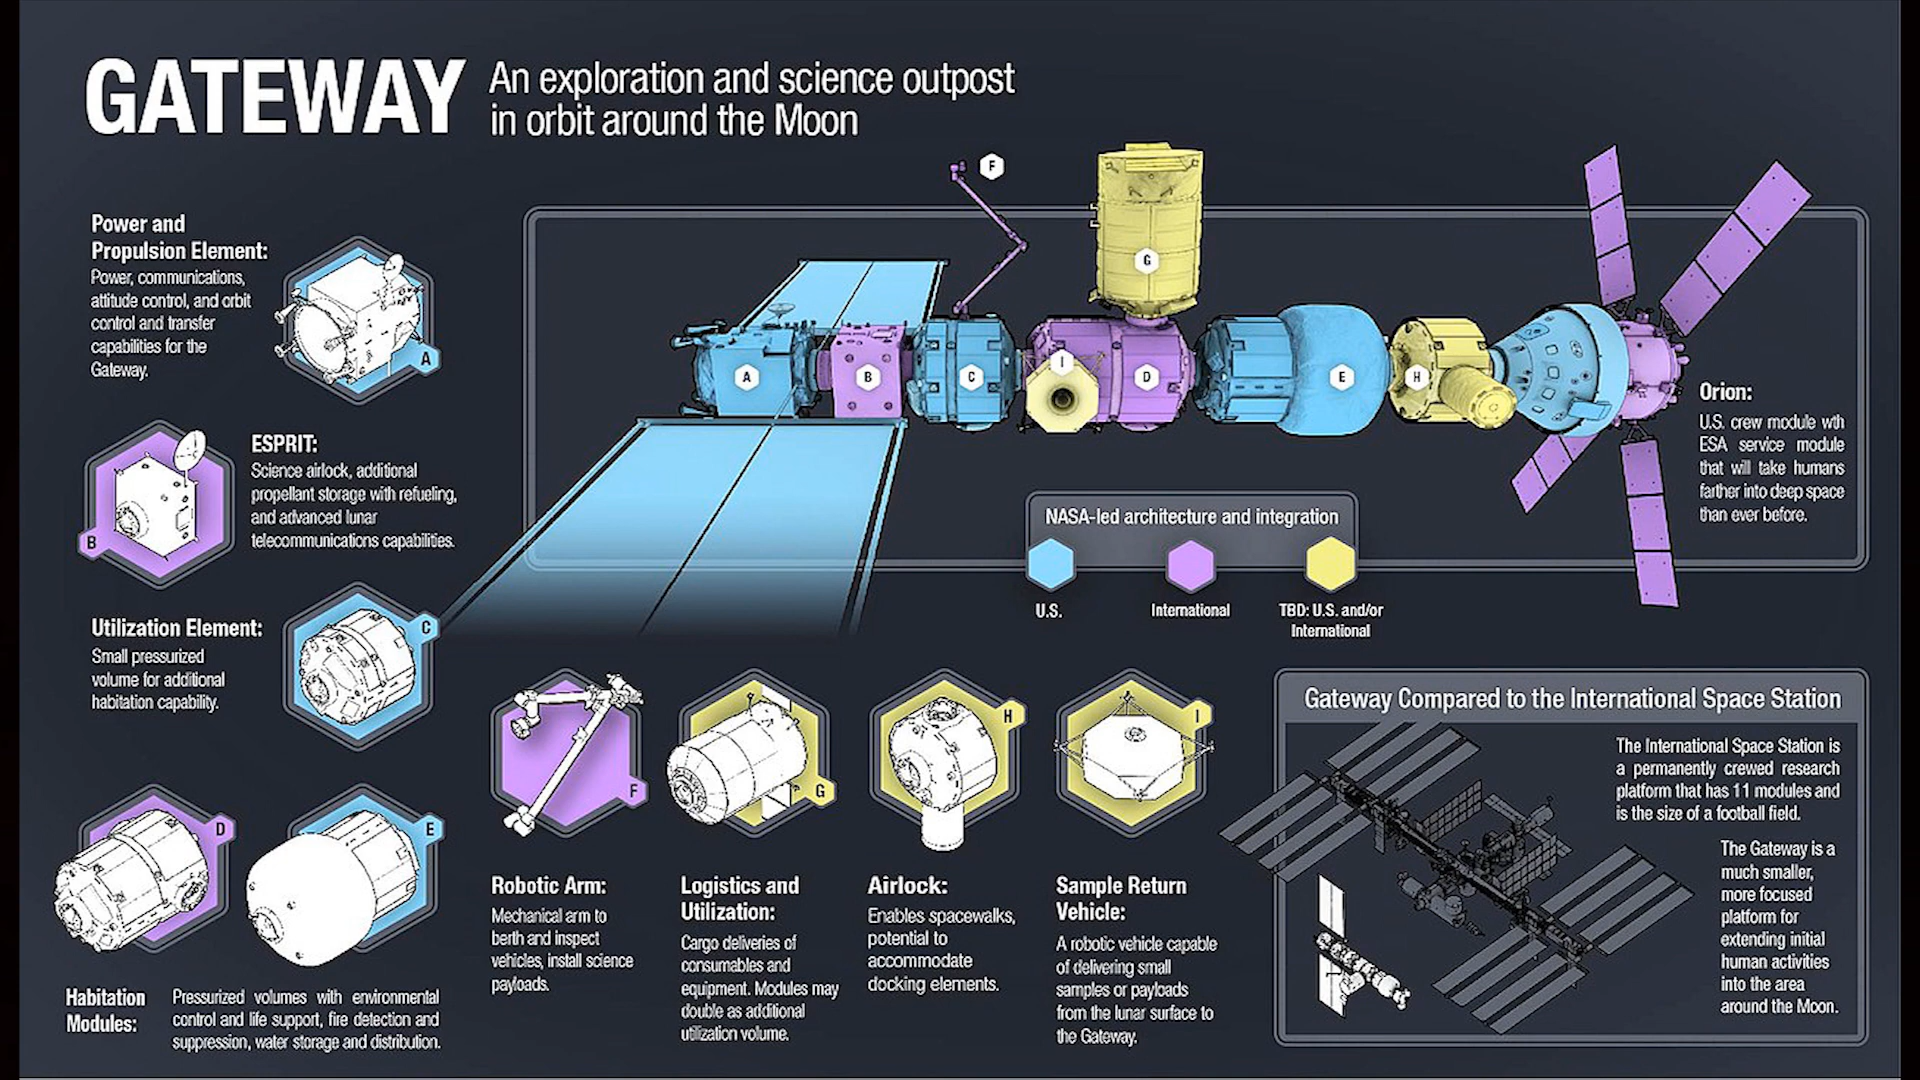 GATEWAY
An exploration and science outpost
in orbit around the Moon
Power and
Propulsion Element:
Power, communications,
attitude control, and orbit
control and transfer
capabilities for the
Gateway.
A
ESPRIT:
Science airlock, additional
propellant storage with refueling,
and advanced lunar
telecommunications capabilities.
B
Utilization Element:
Small pressurized
volume for additional
habitation capability.
C
D
E
Habitation
Modules:
Pressurized volumes with environmental
control and life support, fire detection and
suppression, water storage and distribution.
F
G
A
B
C
I
D
E
H
Orion:
U.S. crew module wth
ESA service module
that will take humans
farther into deep space
than ever before.
NASA-led architecture and integration
U.S.
International
TBD: U.S. and/or
International
F
Robotic Arm:
Mechanical arm to
berth and inspect
vehicles, install science
payloads.
G
Logistics and
Utilization:
Cargo deliveries of
consumables and
equipment. Modules may
double as additional
utilization volume.
H
Airlock:
Enables spacewalks,
potential to
accommodate
docking elements.
I
Sample Return
Vehicle:
A robotic vehicle capable
of delivering small
samples or payloads
from the lunar surface to
the Gateway.
Gateway Compared to the International Space Station
The International Space Station is
a permanently crewed research
platform that has 11 modules and
is the size of a football field.
The Gateway is a
much smaller,
more focused
platform for
extending initial
human activities
into the area
around the Moon.